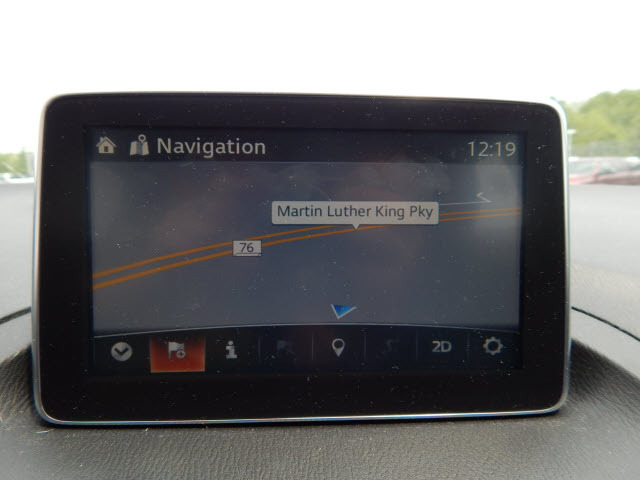 Navigation 12:19
Martin Luther King Pky
76
2D